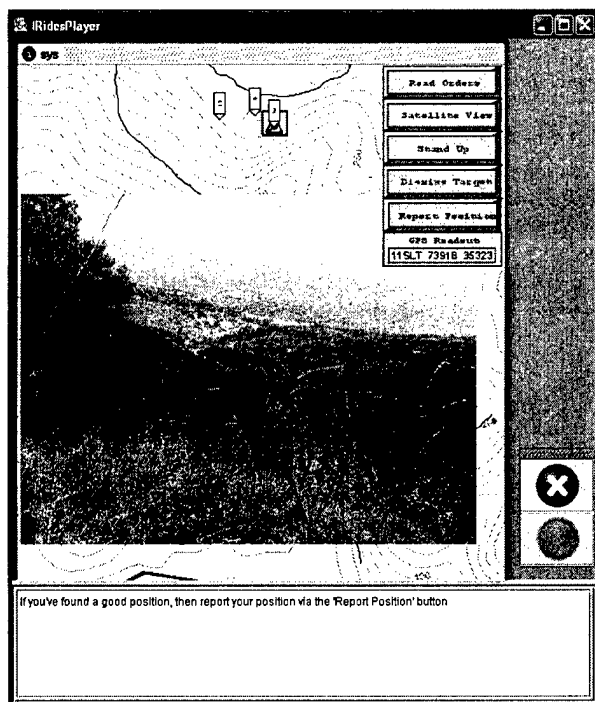 iRidesPlayer
sys
Read Orders
Satellite View
Stand Up
Dismiss Target
Report Position
GPS Readout
11SLT 73918 35323
If you've found a good position, then report your position via the 'Report Position' button